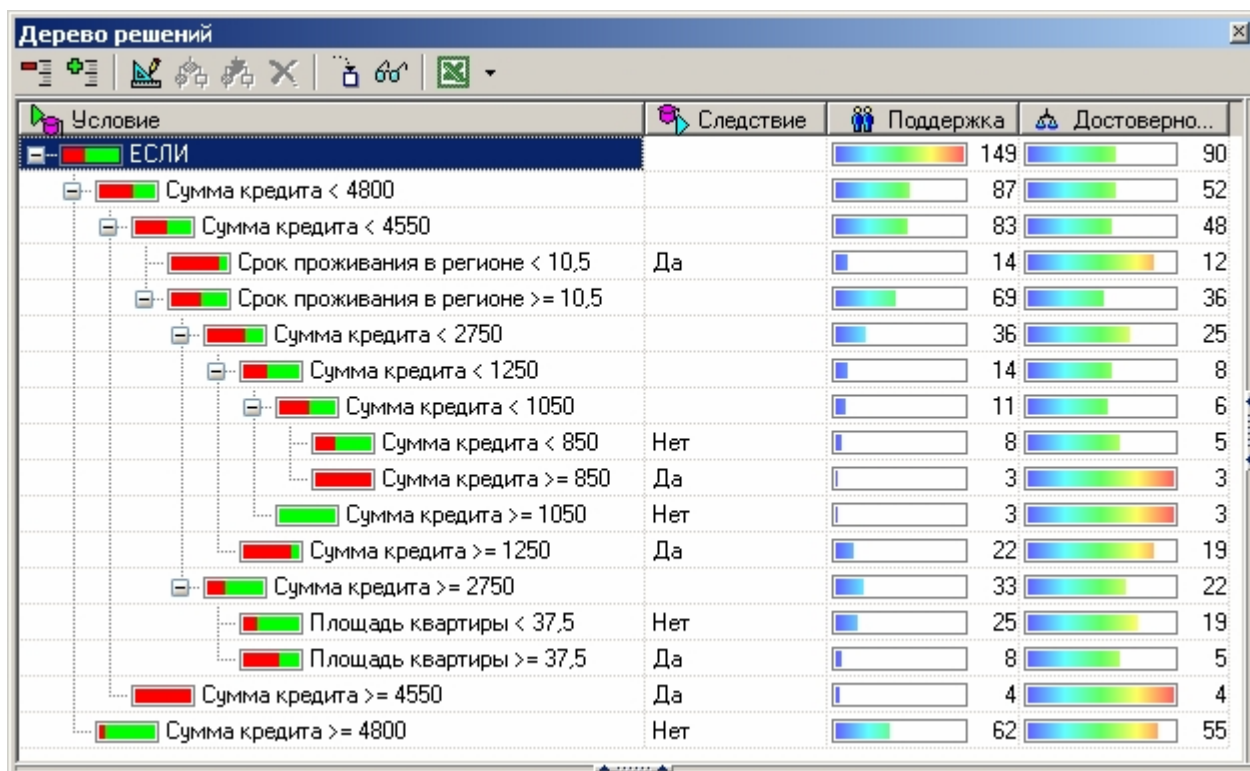 Дерево решений
Условие Следствие Поддержка Достоверно...
ЕСЛИ 149 90
Сумма кредита < 4800 87 52
Сумма кредита < 4550 83 48
Срок проживания в регионе < 10,5 Да 14 12
Срок проживания в регионе >= 10,5 69 36
Сумма кредита < 2750 36 25
Сумма кредита < 1250 14 8
Сумма кредита < 1050 11 6
Сумма кредита < 850 Нет 8 5
Сумма кредита >= 850 Да 3 3
Сумма кредита >= 1050 Нет 3 3
Сумма кредита >= 1250 Да 22 19
Сумма кредита >= 2750 33 22
Площадь квартиры < 37,5 Нет 25 19
Площадь квартиры >= 37,5 Да 8 5
Сумма кредита >= 4550 Да 4 4
Сумма кредита >= 4800 Нет 62 55